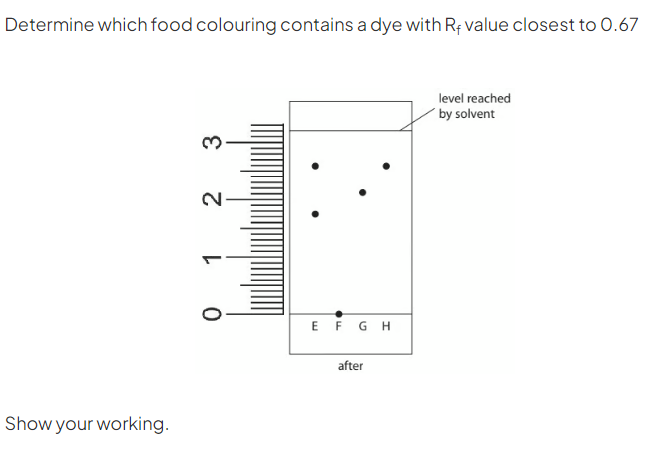 Determine which food colouring contains a dye with Rf value closest to 0.67
level reached
by solvent
3
2
1
0
E F G H
after
Show your working.